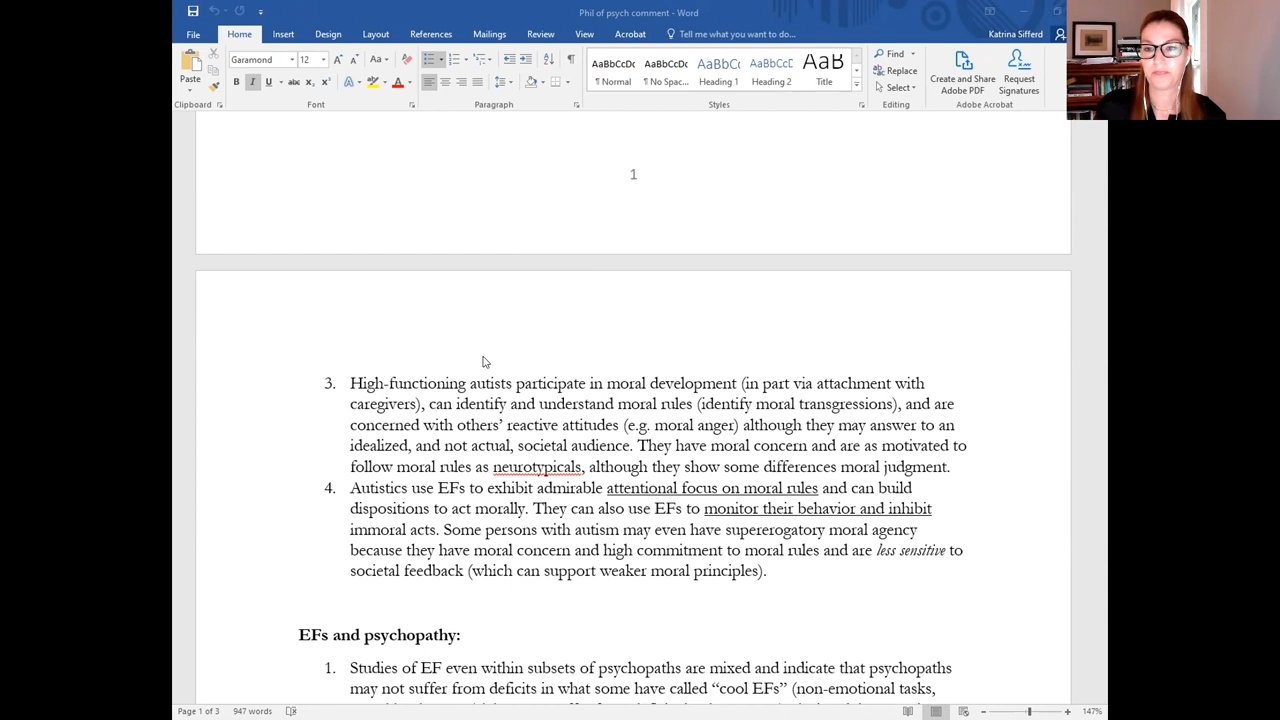 Phil of psych comment - Word
File Home Insert Design Layout References Mailings Review View Acrobat Tell me what you want to do... Katrina Sifferd
Garamond 12 Aa
Paste
B I U abc x₂ x² A A
AaBbCcDc AaBbCcDc AaBbCc AaBbCcC AaB
¶ Normal ¶ No Spac... Heading 1 Heading 2 Title
Find
Replace
Select
Create and Share Adobe PDF
Request Signatures
Clipboard Font Paragraph Styles Editing Adobe Acrobat
1
3. High-functioning autists participate in moral development (in part via attachment with
caregivers), can identify and understand moral rules (identify moral transgressions), and are
concerned with others' reactive attitudes (e.g. moral anger) although they may answer to an
idealized, and not actual, societal audience. They have moral concern and are as motivated to
follow moral rules as neurotypicals, although they show some differences moral judgment.
4. Autistics use EFs to exhibit admirable attentional focus on moral rules and can build
dispositions to act morally. They can also use EFs to monitor their behavior and inhibit
immoral acts. Some persons with autism may even have supererogatory moral agency
because they have moral concern and high commitment to moral rules and are less sensitive to
societal feedback (which can support weaker moral principles).
EFs and psychopathy:
1. Studies of EF even within subsets of psychopaths are mixed and indicate that psychopaths
may not suffer from deficits in what some have called "cool EFs" (non-emotional tasks,
Page 1 of 3 947 words 147%